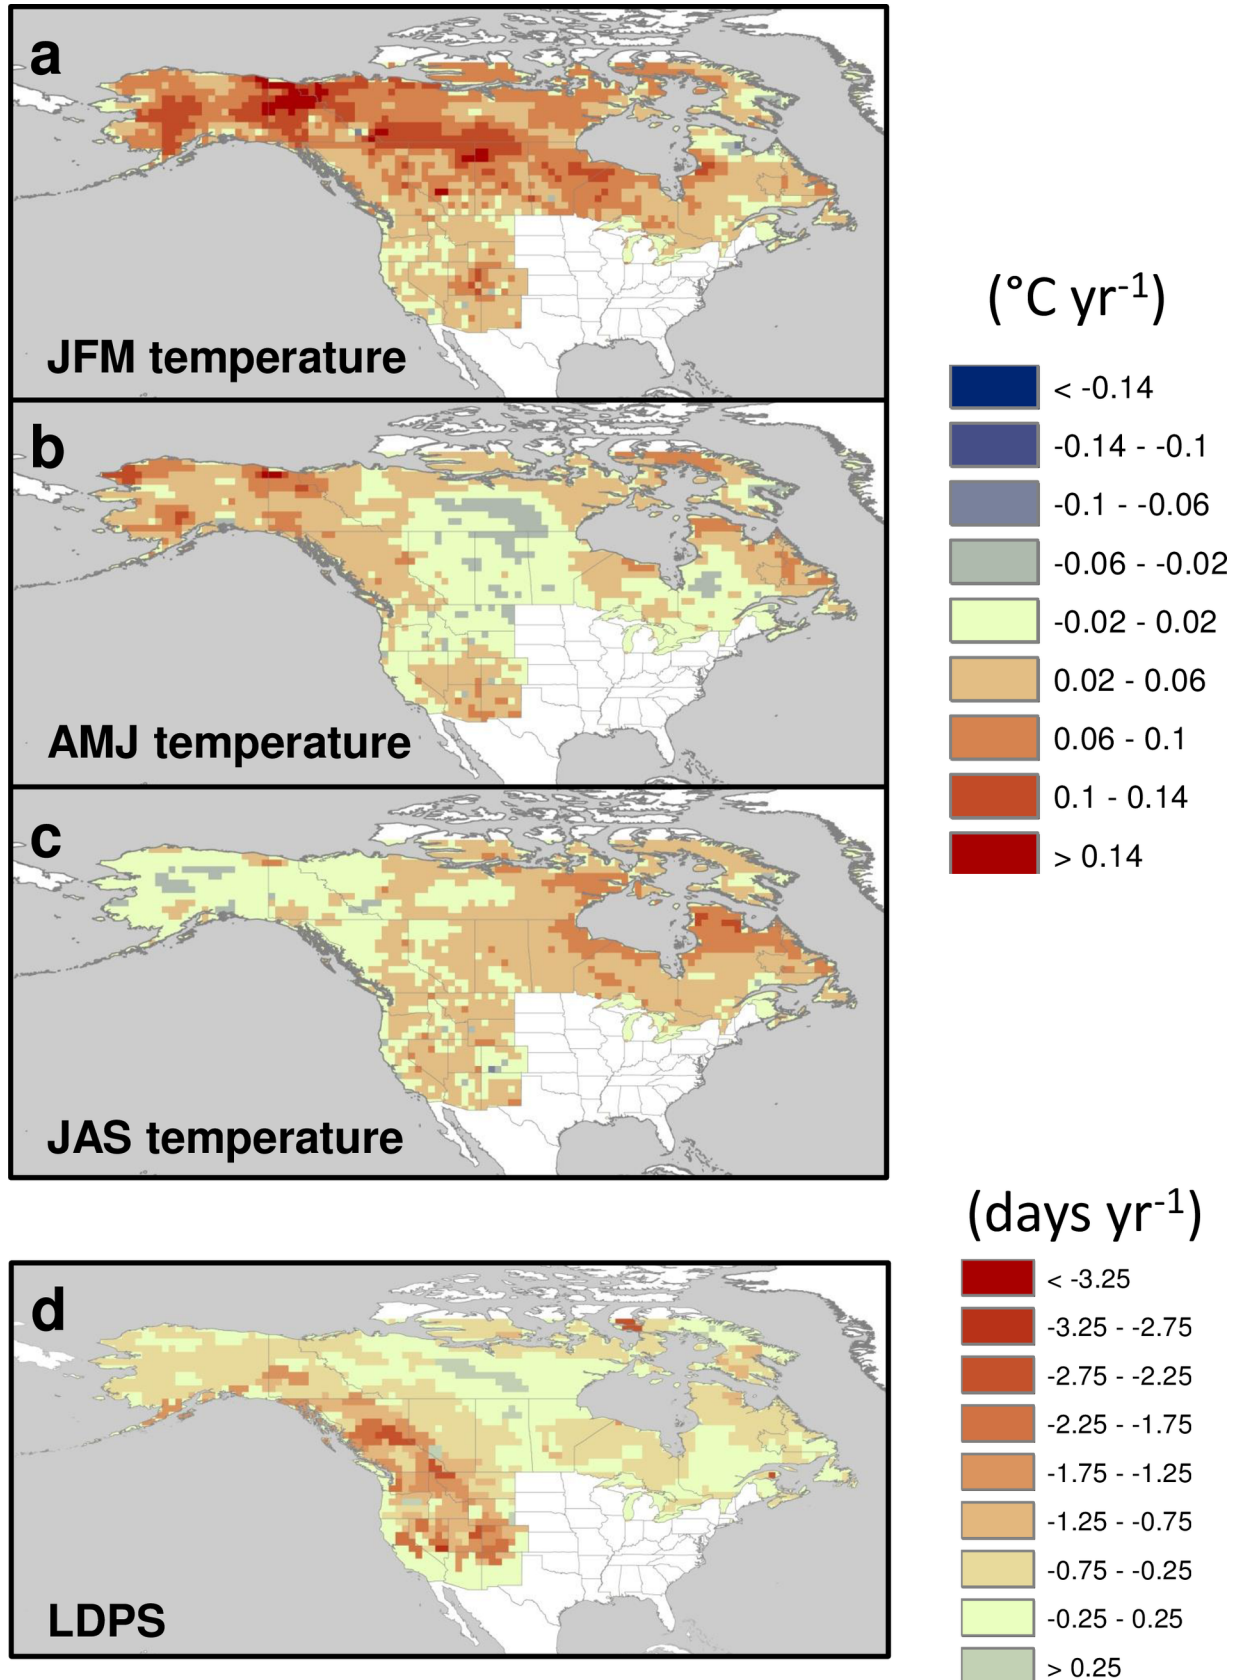 a
JFM temperature
b
AMJ temperature
c
JAS temperature
(°C yr⁻¹)
< -0.14
-0.14 - -0.1
-0.1 - -0.06
-0.06 - -0.02
-0.02 - 0.02
0.02 - 0.06
0.06 - 0.1
0.1 - 0.14
> 0.14
d
LDPS
(days yr⁻¹)
< -3.25
-3.25 - -2.75
-2.75 - -2.25
-2.25 - -1.75
-1.75 - -1.25
-1.25 - -0.75
-0.75 - -0.25
-0.25 - 0.25
> 0.25